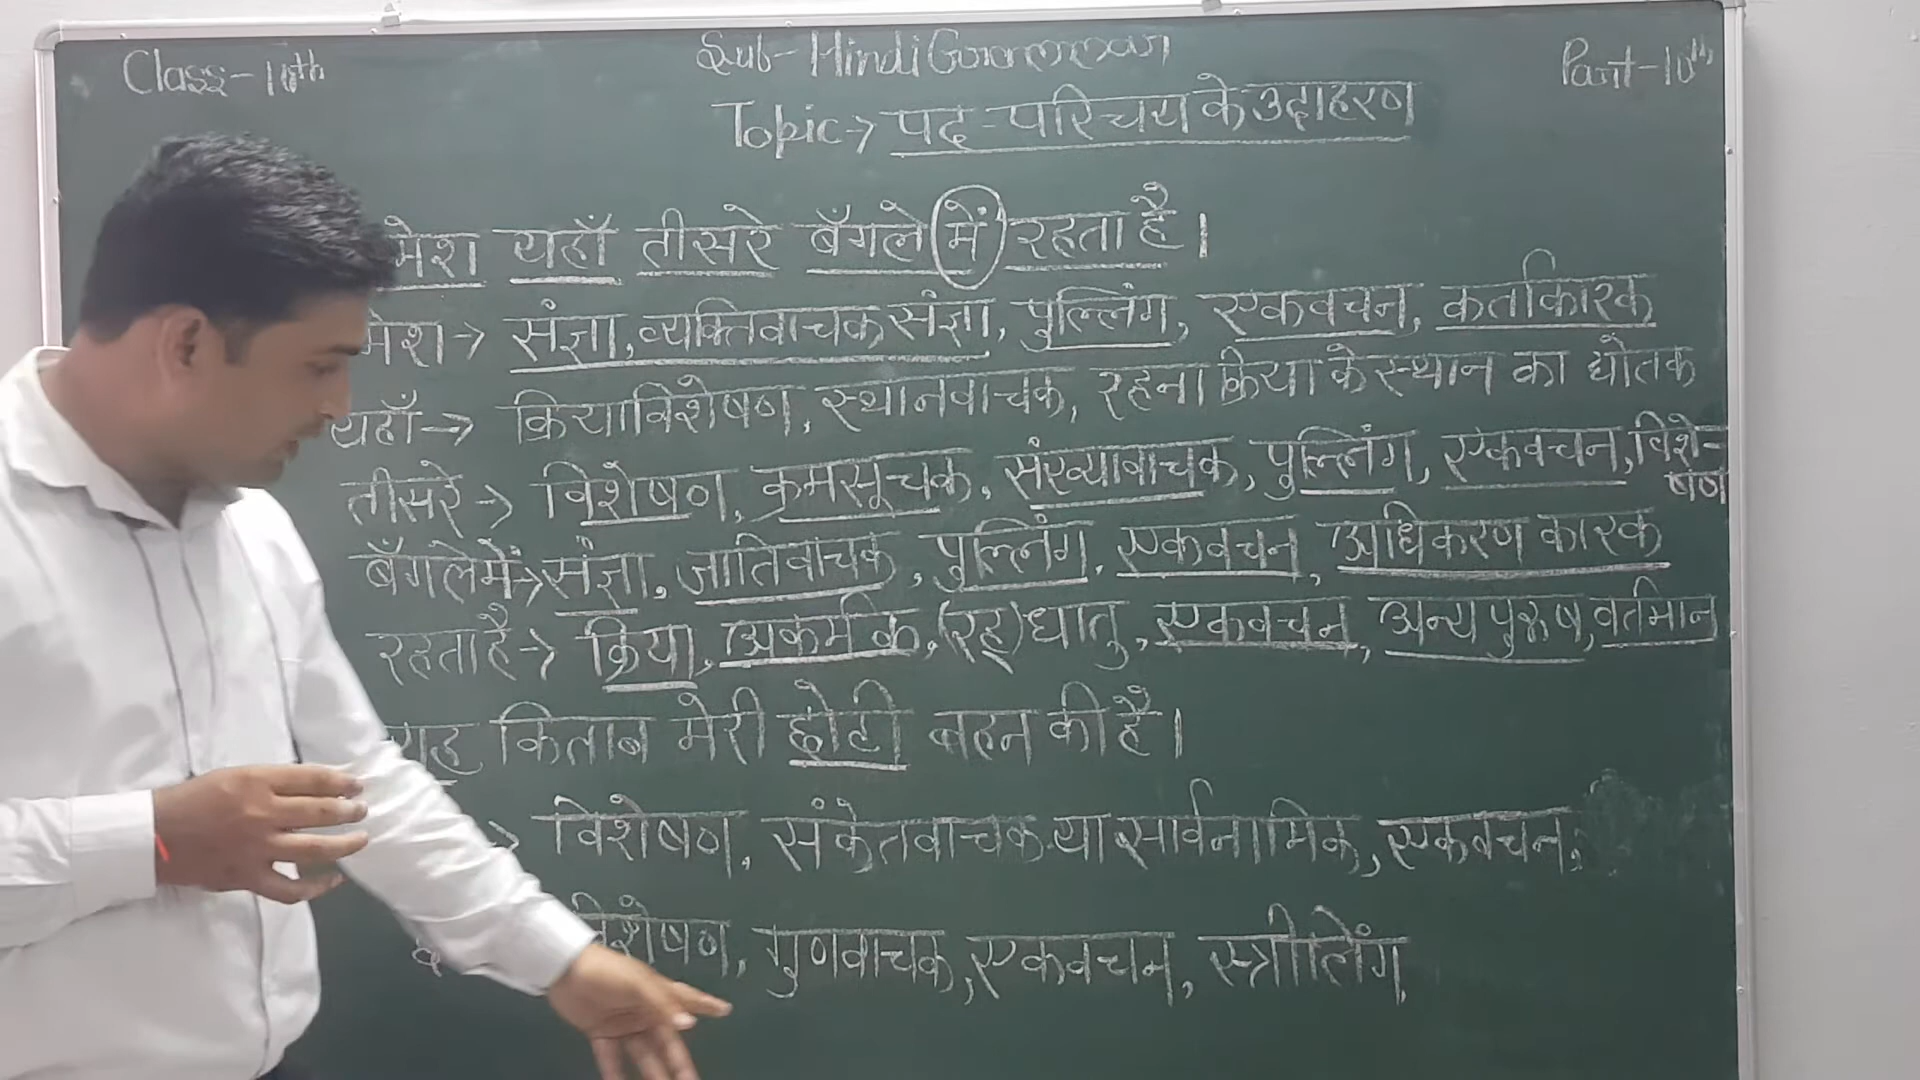 Class-10th
Sub-Hindi Grammar
Part-10th
Topic→ पद-परिचय के उदाहरण
मेश यहाँ तीसरे बँगले में रहता है।
मेश→ संज्ञा, व्यक्तिवाचक संज्ञा, पुल्लिंग, एकवचन, कर्ताकारक
यहाँ→ क्रियाविशेषण, स्थानवाचक, रहना क्रिया के स्थान का द्योतक
तीसरे→ विशेषण, क्रमसूचक, संख्यावाचक, पुल्लिंग, एकवचन, विशे-
षण
बँगले में→ संज्ञा, जातिवाचक, पुल्लिंग, एकवचन, अधिकरण कारक
रहता है→ क्रिया, अकर्मक, (रह) धातु, एकवचन, अन्य पुरुष, वर्तमान
यह किताब मेरी छोटी बहन की है।
→ विशेषण, संकेतवाचक या सार्वनामिक, एकवचन,
विशेषण, गुणवाचक, एकवचन, स्त्रीलिंग,